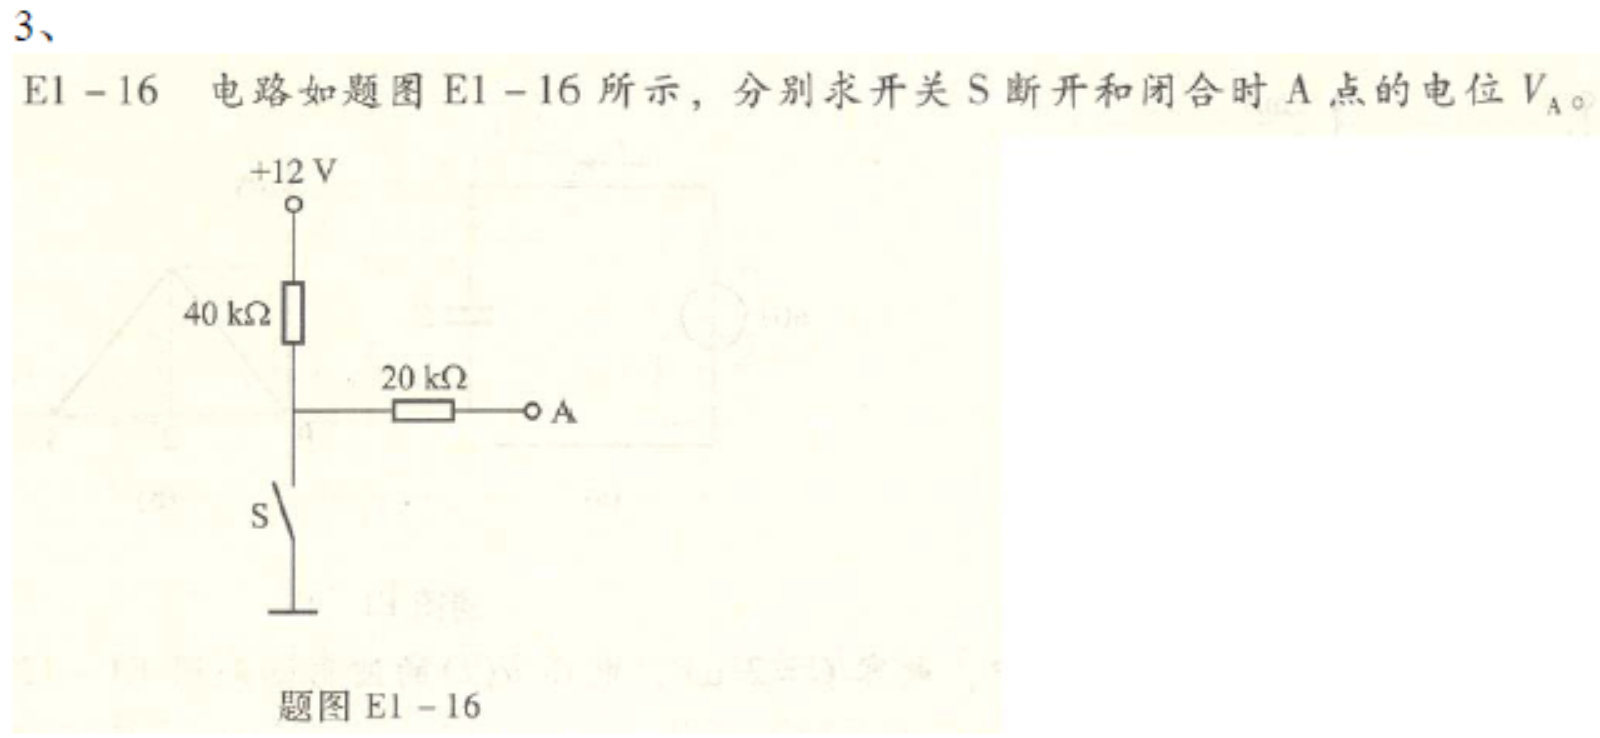 3、
E1-16 电路如题图 E1-16 所示，分别求开关 S 断开和闭合时 A 点的电位 V_A。
+12 V
40 kΩ
20 kΩ
A
S
题图 E1-16